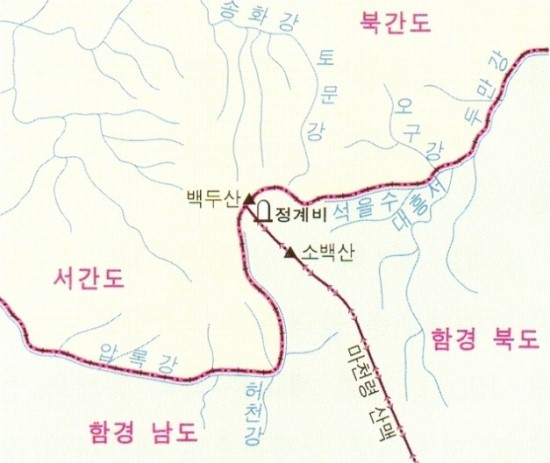 송화강
북간도
토문강
오구강
두만강
백두산
정계비
석을수
대홍서
소백산
서간도
함경 북도
압록강
마천령 산맥
허천강
함경 남도